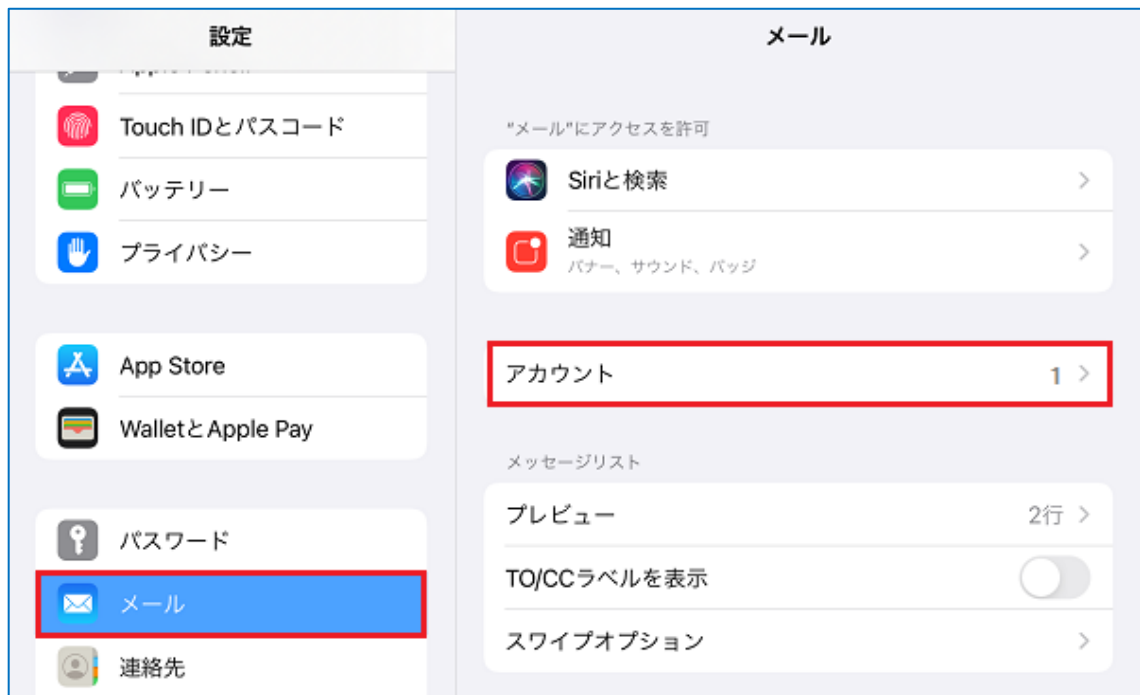 設定
Touch IDとパスコード
バッテリー
プライバシー
App Store
WalletとApple Pay
パスワード
メール
連絡先
メール
"メール"にアクセスを許可
Siriと検索
通知
バナー、サウンド、バッジ
アカウント 1
メッセージリスト
プレビュー 2行
TO/CCラベルを表示
スワイプオプション